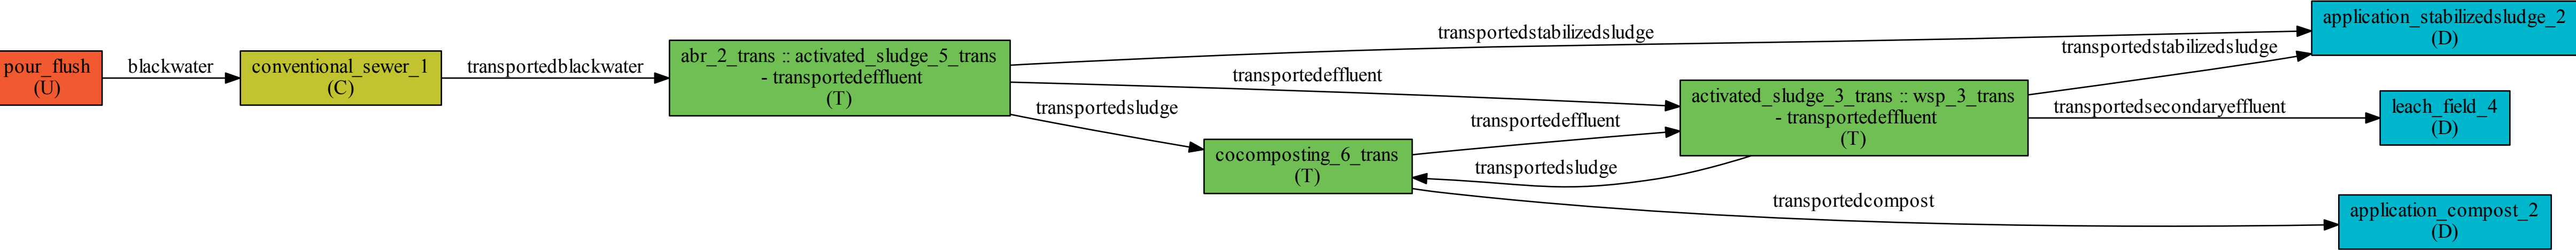 pour_flush
(U)
blackwater
conventional_sewer_1
(C)
transportedblackwater
abr_2_trans :: activated_sludge_5_trans
- transportedeffluent
(T)
transportedstabilizedsludge
transportedeffluent
transportedsludge
cocomposting_6_trans
(T)
transportedeffluent
transportedsludge
transportedcompost
activated_sludge_3_trans :: wsp_3_trans
- transportedeffluent
(T)
transportedstabilizedsludge
transportedsecondaryeffluent
application_stabilizedsludge_2
(D)
leach_field_4
(D)
application_compost_2
(D)